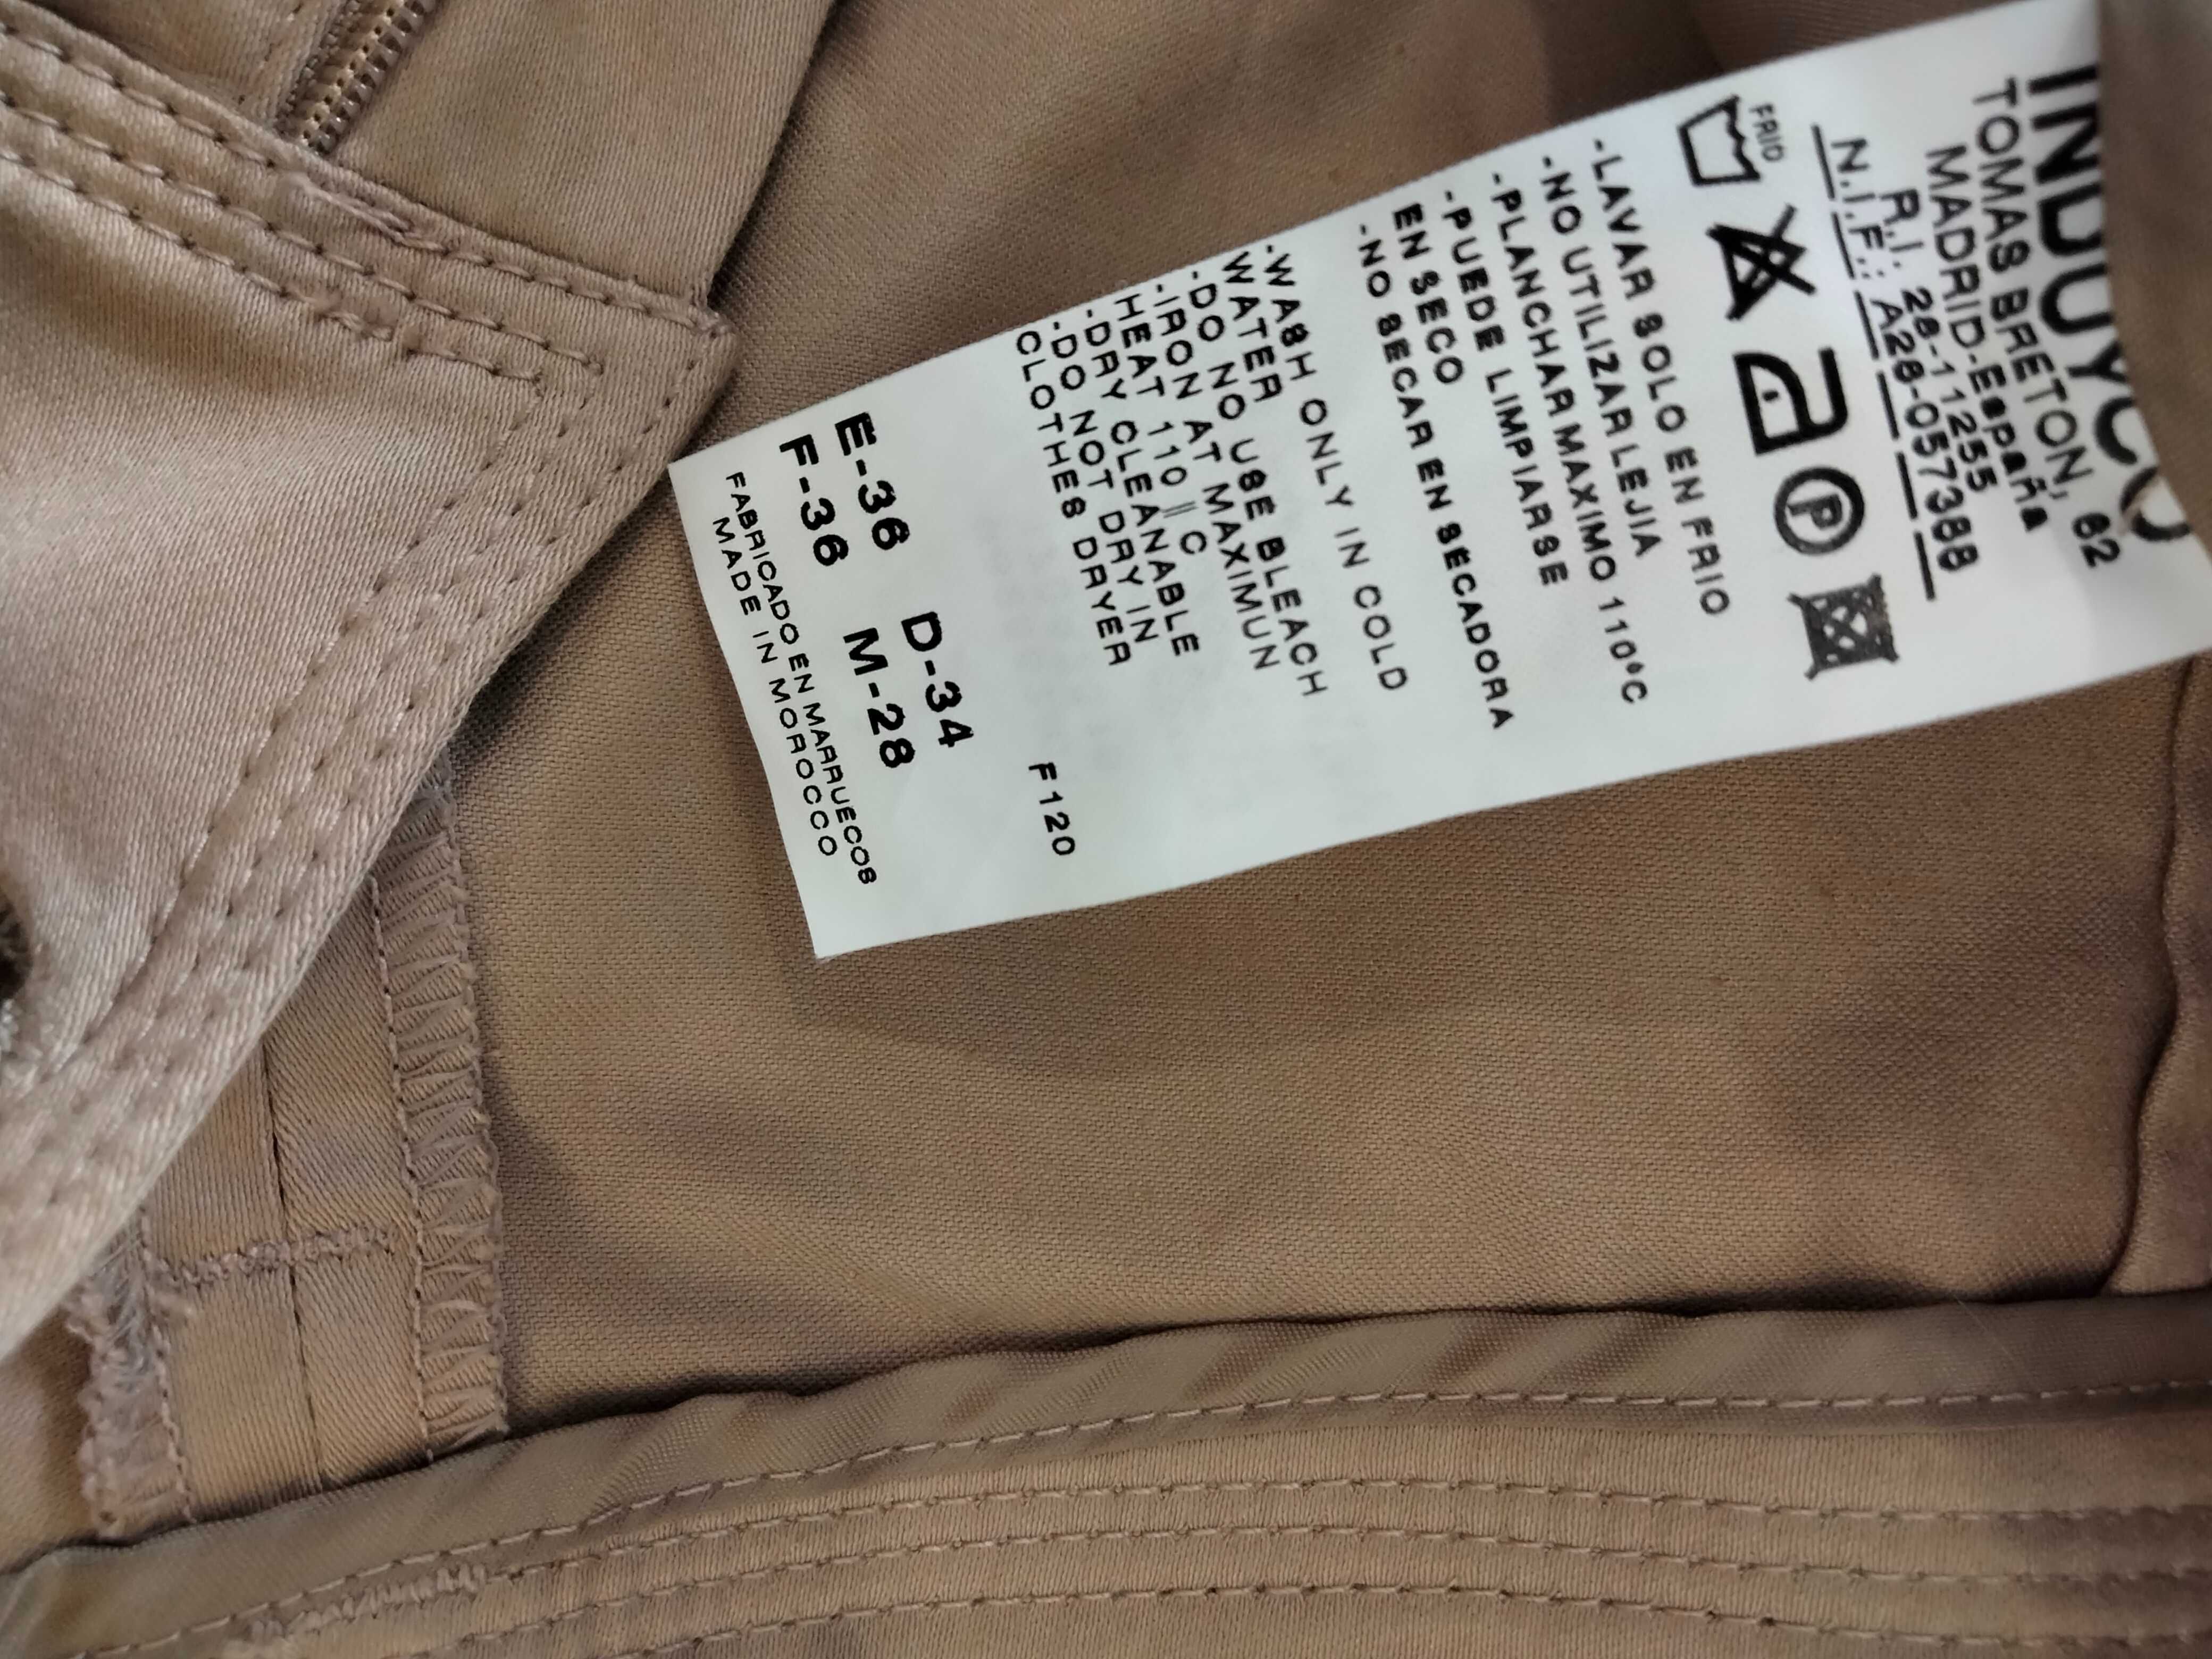 INDUYCO
TOMAS BRETON, 62
MADRID-España
R.I. 28-11255
N.I.F.: A28-057388
FRIO
P
-LAVAR SOLO EN FRIO
-NO UTILIZAR LEJIA
-PLANCHAR MAXIMO 110°C
-PUEDE LIMPIARSE
EN SECO
-NO SECAR EN SECADORA
-WASH ONLY IN COLD
WATER
-DO NO USE BLEACH
-IRON AT MAXIMUN
HEAT 110 || C
-DRY CLEANABLE
-DO NOT DRY IN
CLOTHES DRYER
F120
E-36 D-34
F-36 M-28
FABRICADO EN MARRUECOS
MADE IN MOROCCO